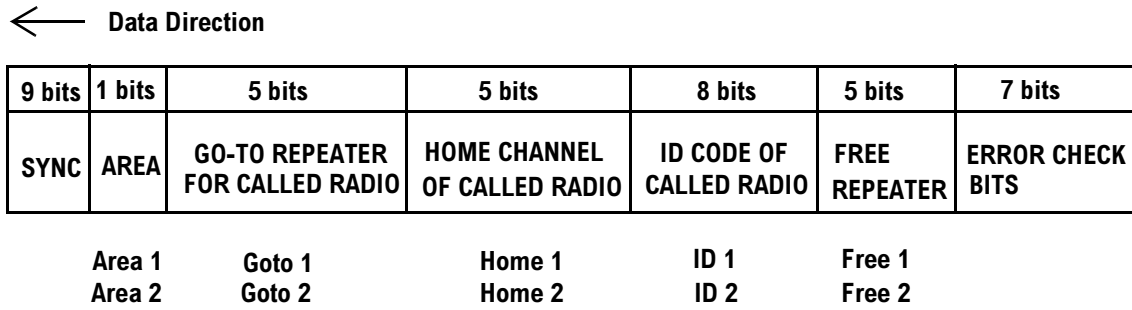 Data Direction
9 bits 1 bits 5 bits 5 bits 8 bits 5 bits 7 bits
SYNC AREA GO-TO REPEATER FOR CALLED RADIO HOME CHANNEL OF CALLED RADIO ID CODE OF CALLED RADIO FREE REPEATER ERROR CHECK BITS
Area 1 Goto 1 Home 1 ID 1 Free 1
Area 2 Goto 2 Home 2 ID 2 Free 2